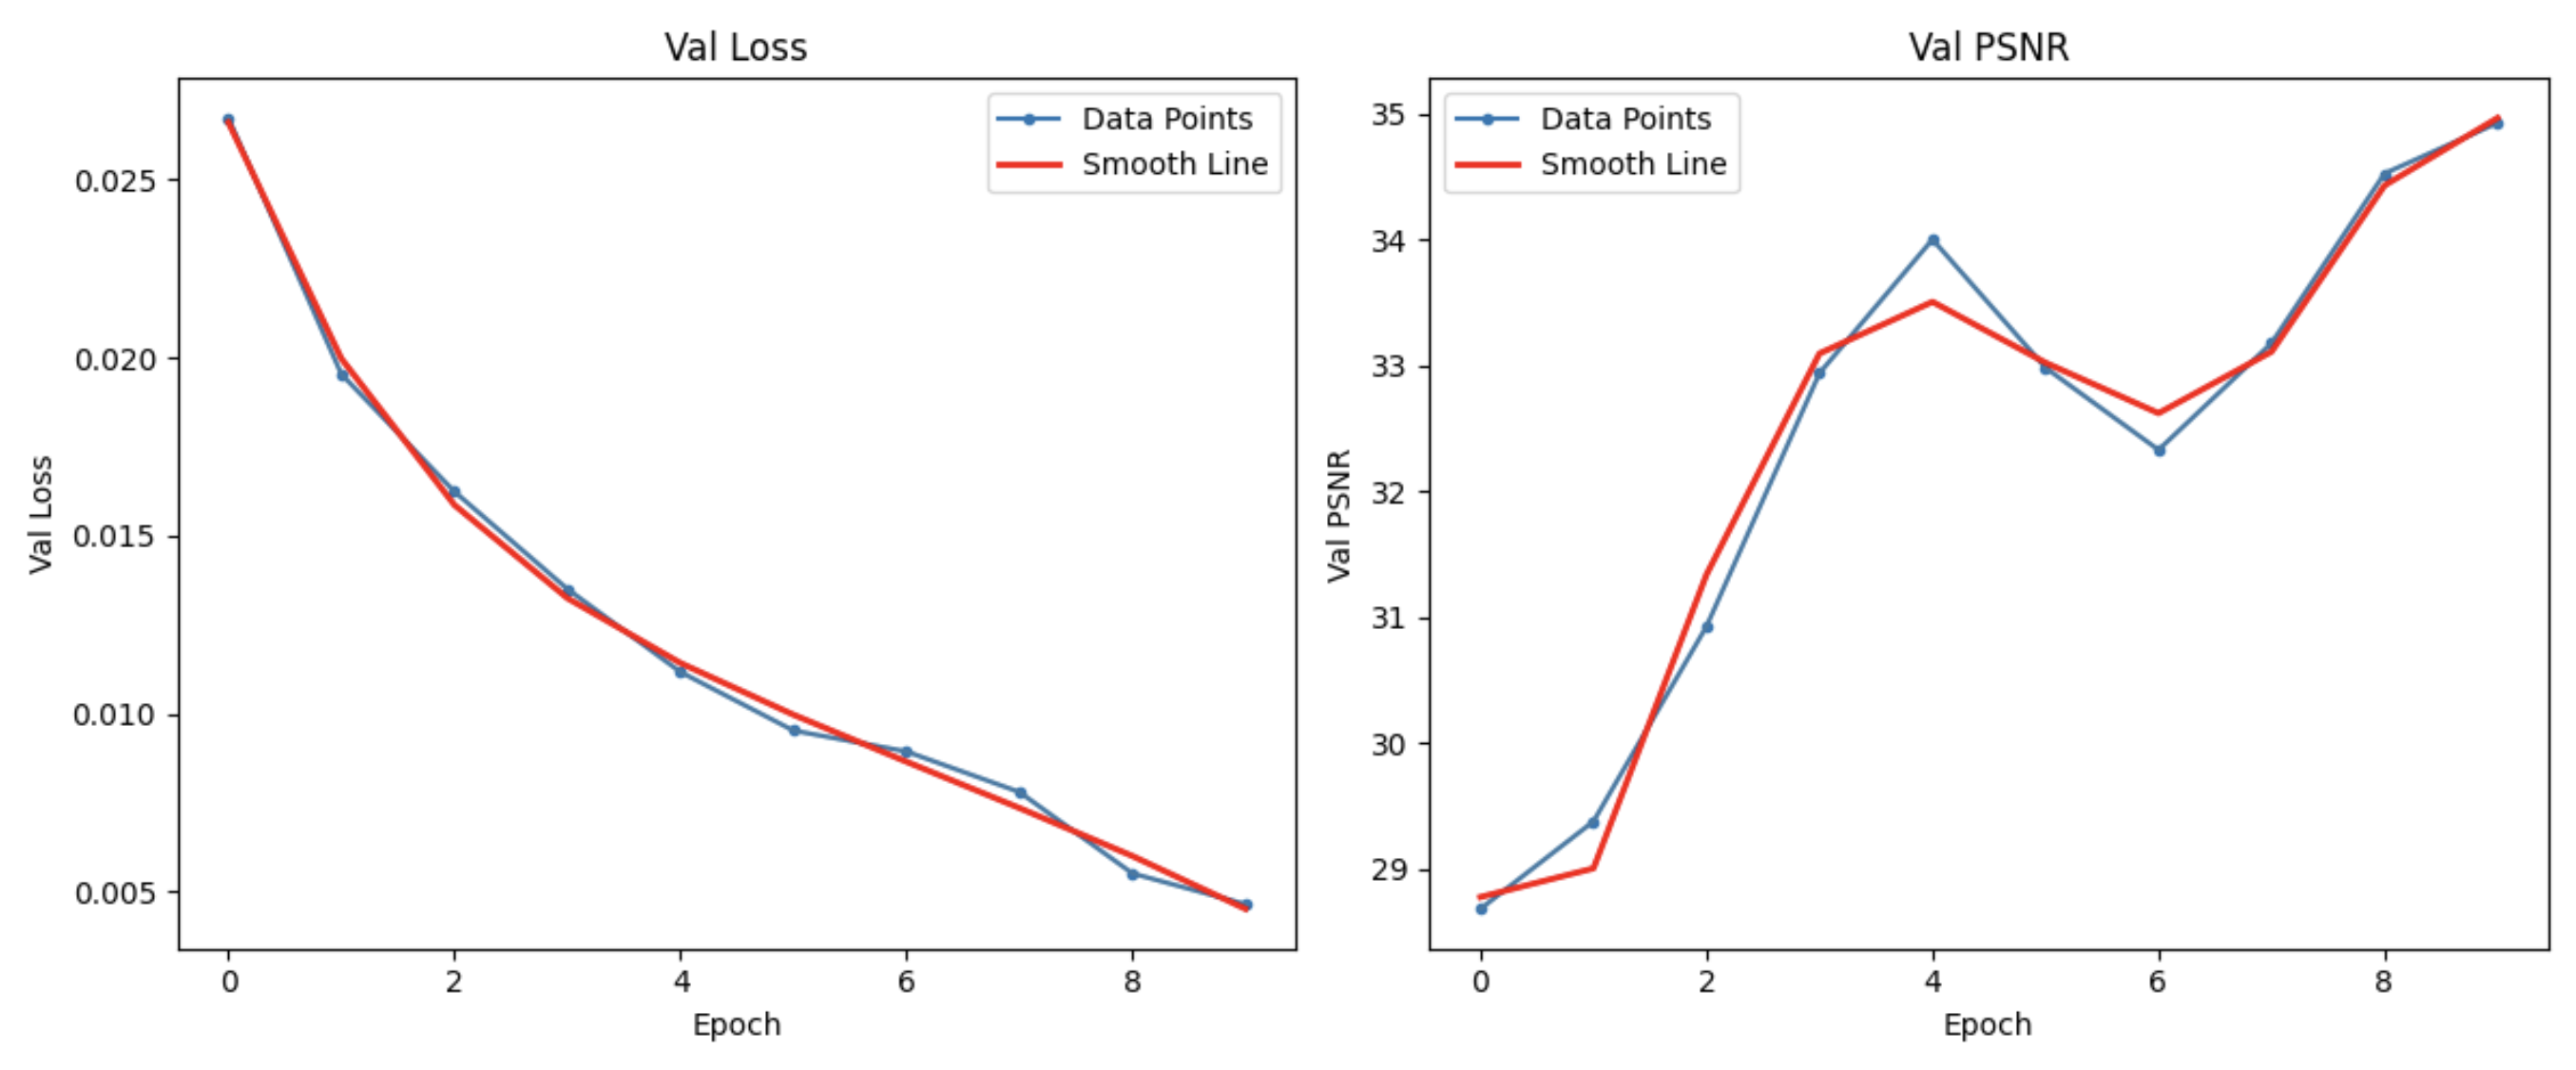 Val Loss
Data Points
Smooth Line
0.025
0.020
0.015
0.010
0.005
Val Loss
0 2 4 6 8
Epoch
Val PSNR
Data Points
Smooth Line
35
34
33
32
31
30
29
Val PSNR
0 2 4 6 8
Epoch